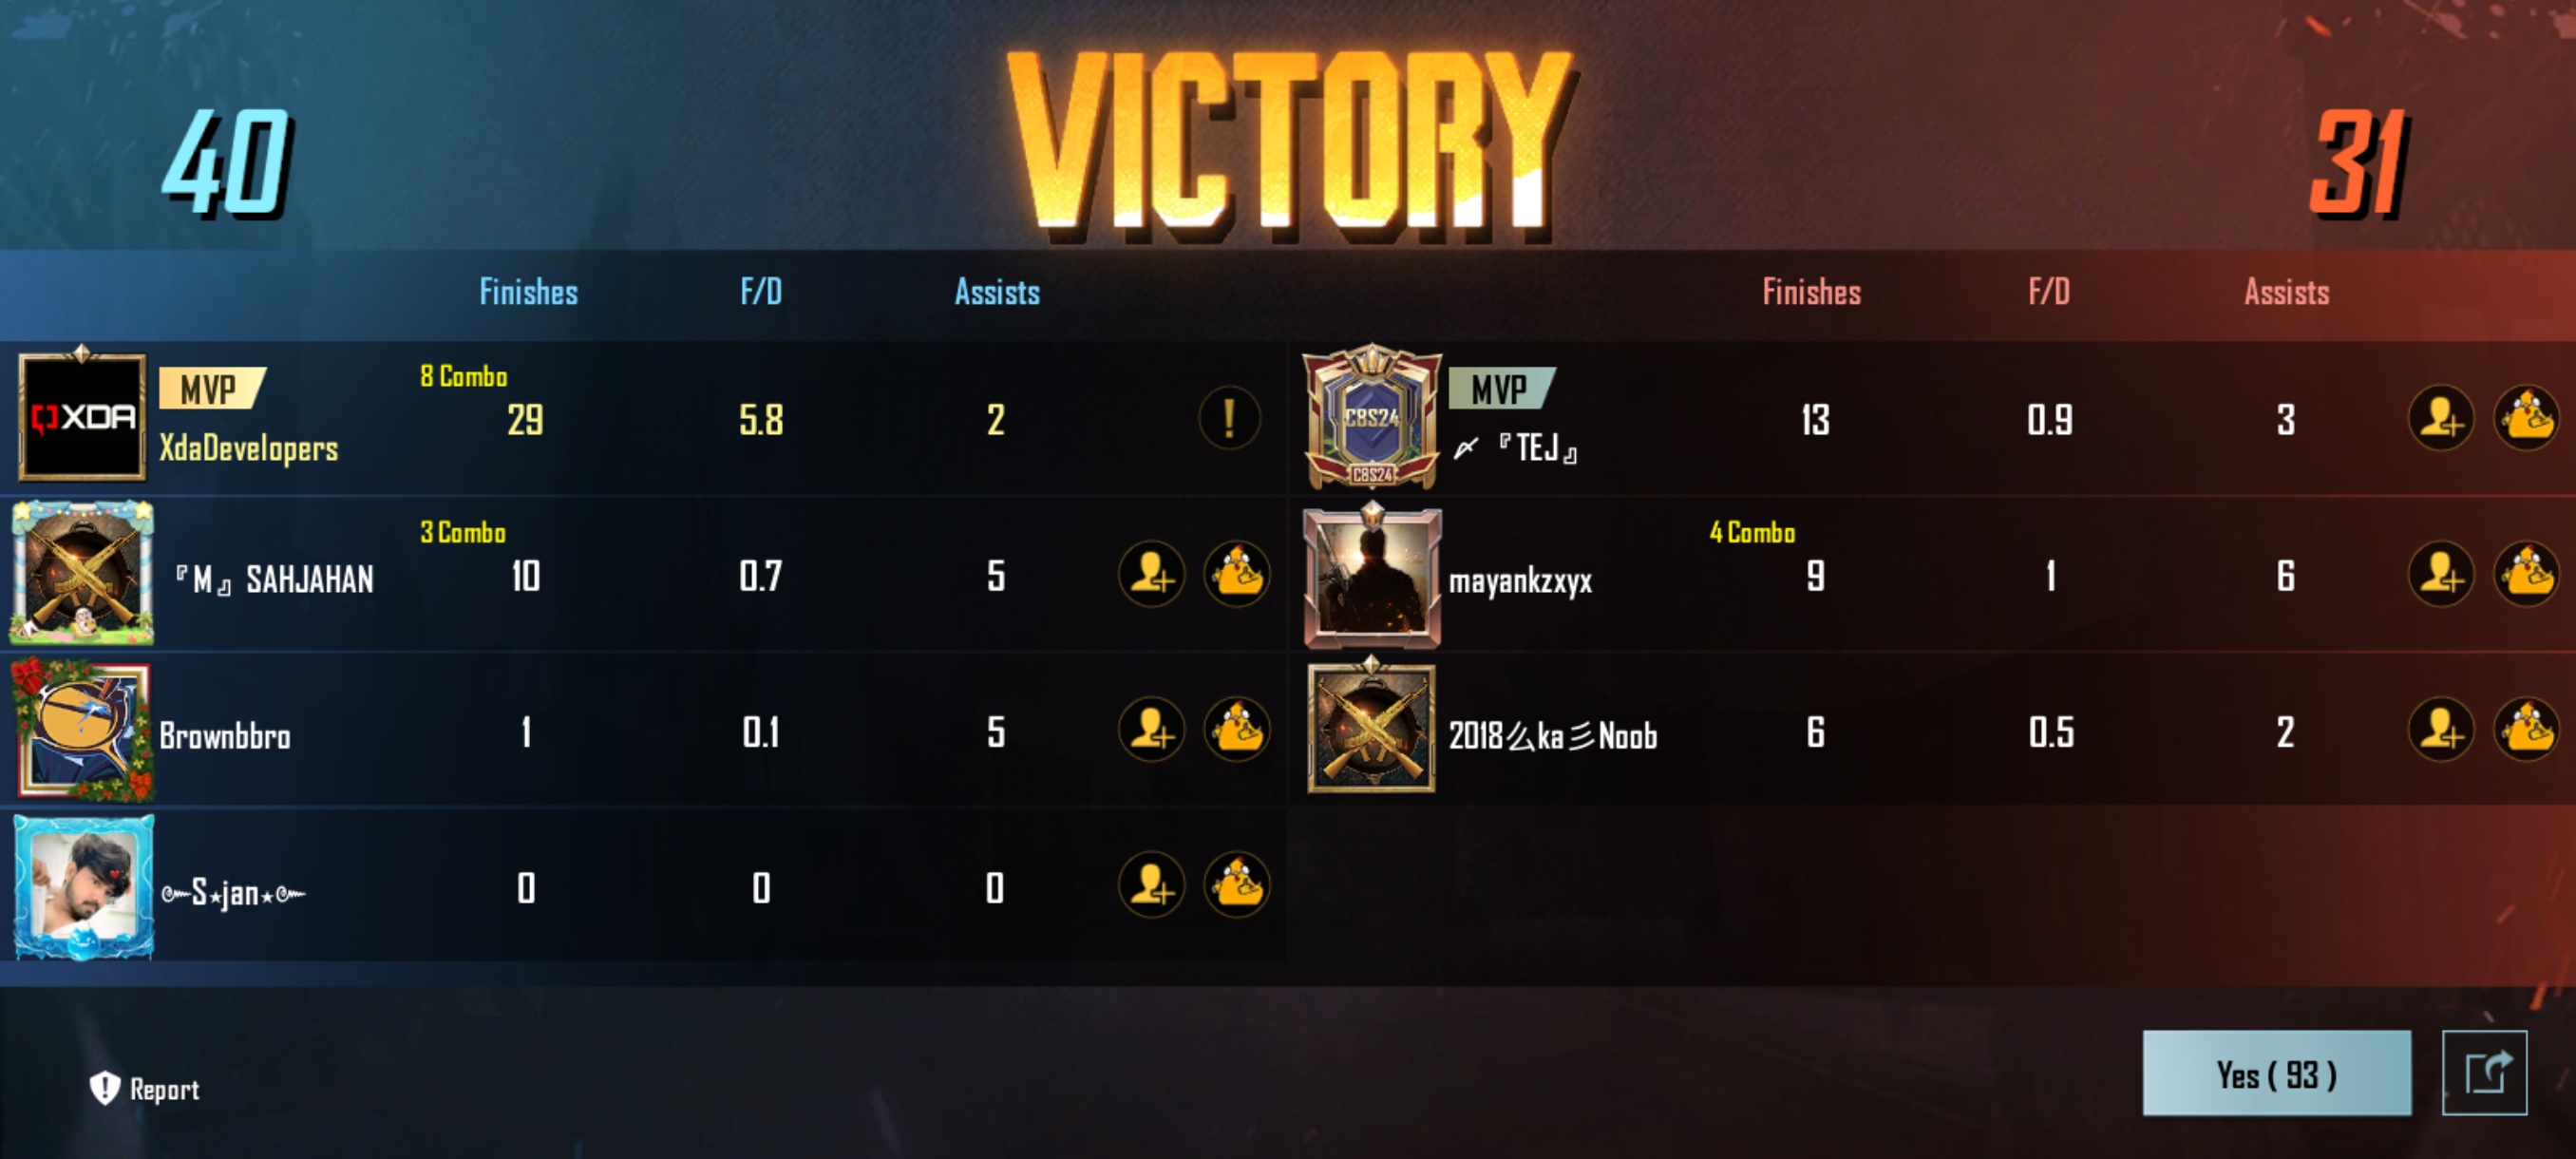 40
VICTORY
31
Finishes F/D Assists
Finishes F/D Assists
XDA
MVP
8 Combo
XdaDevelopers 29 5.8 2 !
CBS24
CBS24
MVP
〆『TEJ』 13 0.9 3
3 Combo
『M』 SAHJAHAN 10 0.7 5
4 Combo
mayankzxyx 9 1 6
Brownbbro 1 0.1 5
2018么ka彡Noob 6 0.5 2
๛S⋆jan⋆๛ 0 0 0
Report
Yes ( 93 )